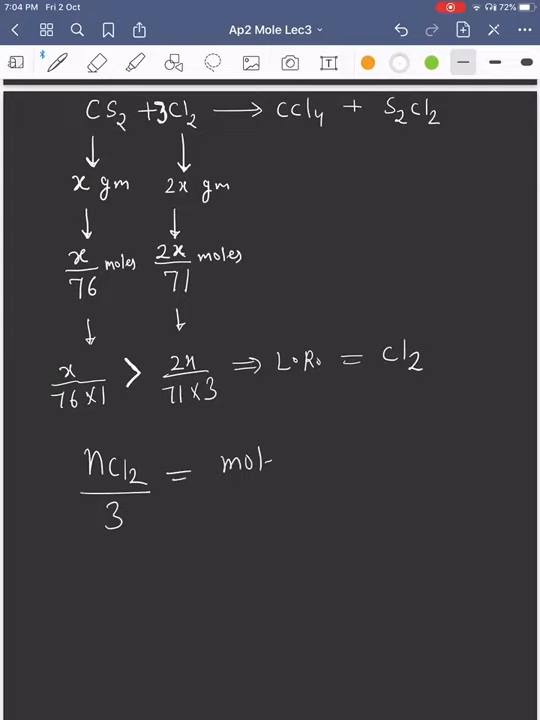 7:04 PM Fri 2 Oct 72%
Ap2 Mole Lec3
CS2 + 3Cl2 → CCl4 + S2Cl2
↓ ↓
x gm 2x gm
↓ ↓
x/76 moles 2x/71 moles
↓ ↓
x/76×1 > 2x/71×3 ⇒ L.R. = Cl2
nCl2/3 = mol